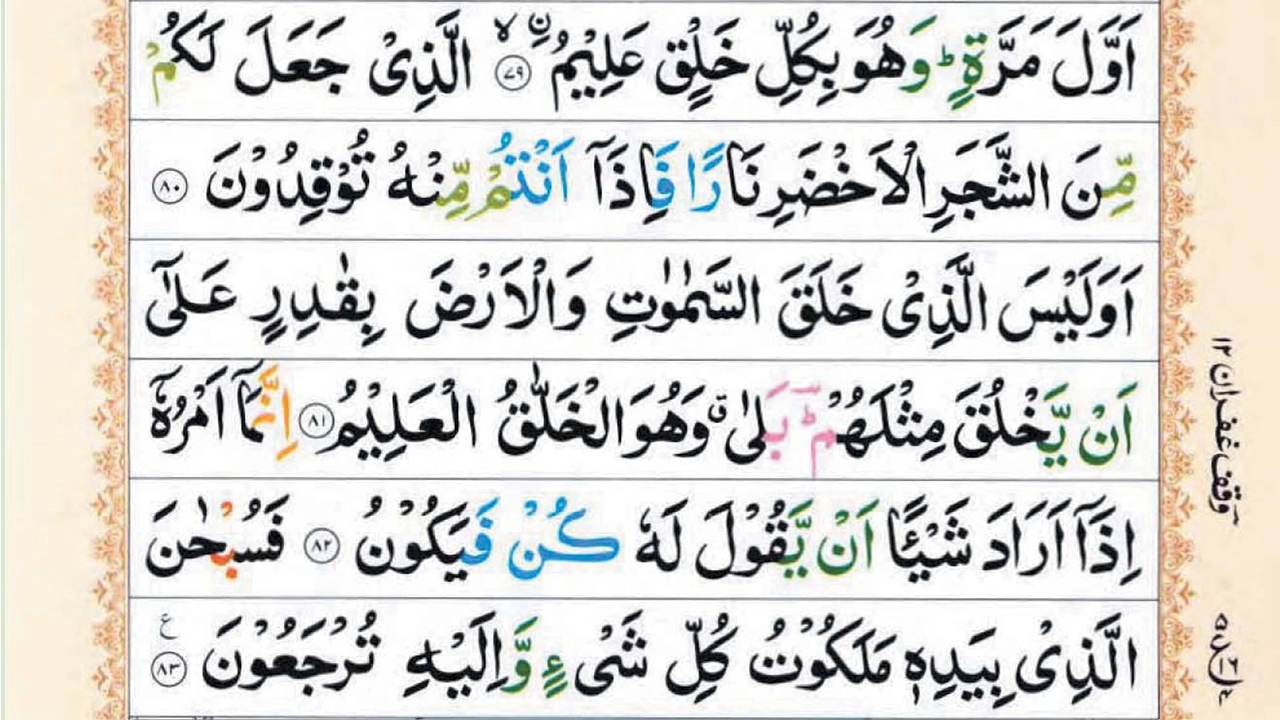 اَوَّلَ مَرَّةٍ ؕ وَهُوَ بِكُلِّ خَلْقٍ عَلِيْمُ ۙ نِ ﴿۷۹﴾ الَّذِىْ جَعَلَ لَكُمْ
مِّنَ الشَّجَرِ الْاَخْضَرِ نَارًا فَاِذَاۤ اَنْتُمْ مِّنْهُ تُوْقِدُوْنَ ﴿۸۰﴾
اَوَلَيْسَ الَّذِىْ خَلَقَ السَّمٰوٰتِ وَالْاَرْضَ بِقٰدِرٍ عَلٰٓى
اَنْ يَّخْلُقَ مِثْلَهُمْ ؕ بَلٰى ۗ وَهُوَ الْخَلّٰقُ الْعَلِيْمُ ﴿۸۱﴾ اِنَّمَاۤ اَمْرُهٗۤ
اِذَاۤ اَرَادَ شَيْئًا اَنْ يَّقُوْلَ لَهٗ كُنْ فَيَكُوْنُ ﴿۸۲﴾ فَسُبْحٰنَ
الَّذِىْ بِيَدِهٖ مَلَكُوْتُ كُلِّ شَىْءٍ وَّاِلَيْهِ تُرْجَعُوْنَ ﴿۸۳﴾ ع
وقف غفران ۱۲